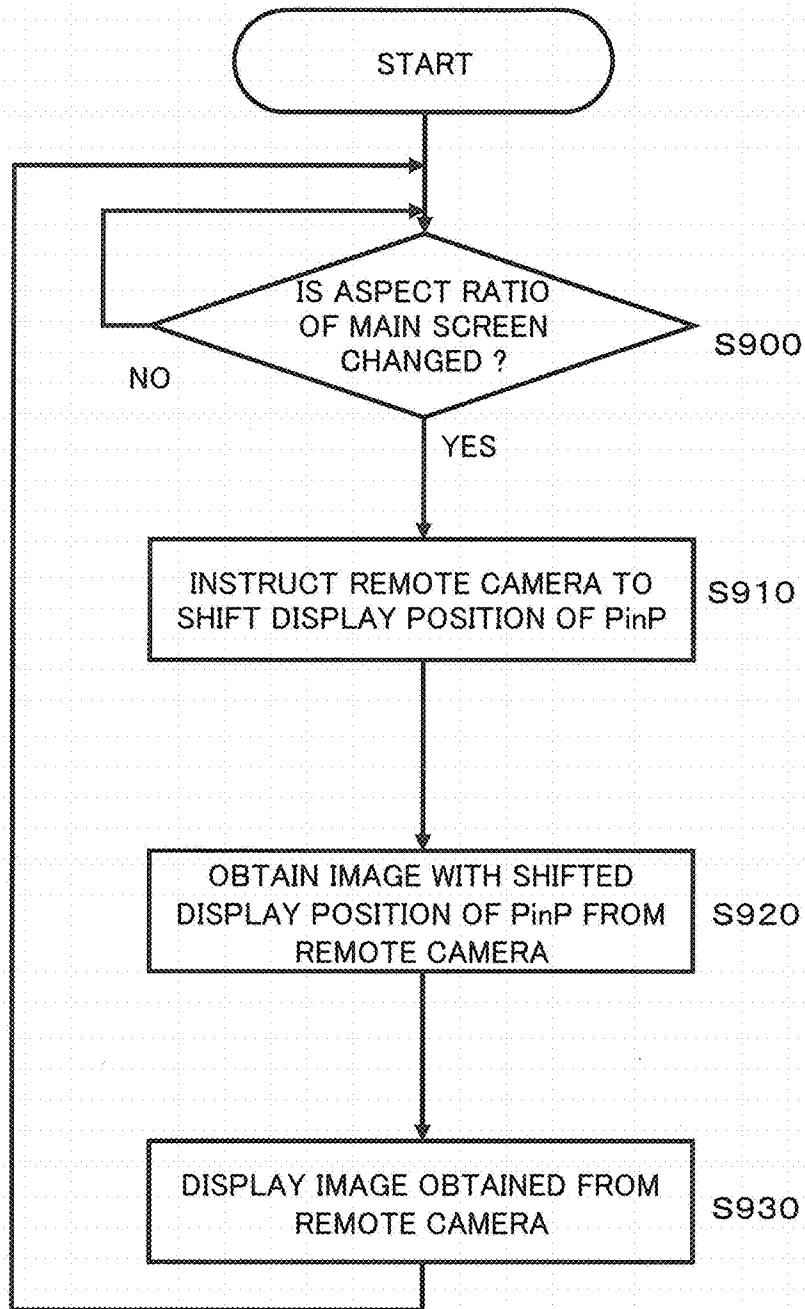 START
IS ASPECT RATIO
OF MAIN SCREEN
CHANGED ?
S900
NO
YES
INSTRUCT REMOTE CAMERA TO
SHIFT DISPLAY POSITION OF PinP
S910
OBTAIN IMAGE WITH SHIFTED
DISPLAY POSITION OF PinP FROM
REMOTE CAMERA
S920
DISPLAY IMAGE OBTAINED FROM
REMOTE CAMERA
S930